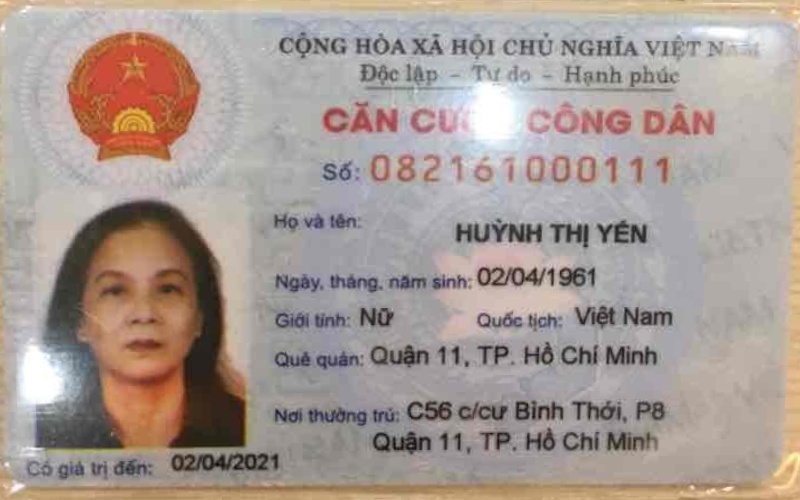 CỘNG HÒA XÃ HỘI CHỦ NGHĨA VIỆT NAM
Độc lập - Tự do - Hạnh phúc
CĂN CƯỚC CÔNG DÂN
Số: 082161000111
Họ và tên: HUỲNH THỊ YẾN
Ngày, tháng, năm sinh: 02/04/1961
Giới tính: Nữ Quốc tịch: Việt Nam
Quê quán: Quận 11, TP. Hồ Chí Minh
Nơi thường trú: C56 c/cư Bình Thới, P8
Quận 11, TP. Hồ Chí Minh
Có giá trị đến: 02/04/2021